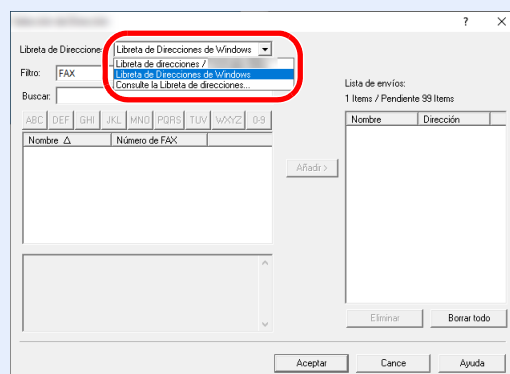 ? ×
Libreta de Direcciones Libreta de Direcciones de Windows
Libreta de direcciones /
Libreta de Direcciones de Windows
Consulte la Libreta de direcciones...
Filtro: FAX
Buscar:
Lista de envíos:
1 Items / Pendiente 99 Items
ABC DEF GHI JKL MNO PQRS TUV WXYZ 0-9
Nombre △ Número de FAX
Nombre Dirección
Añadir >
Eliminar Borrar todo
Aceptar Cance Ayuda